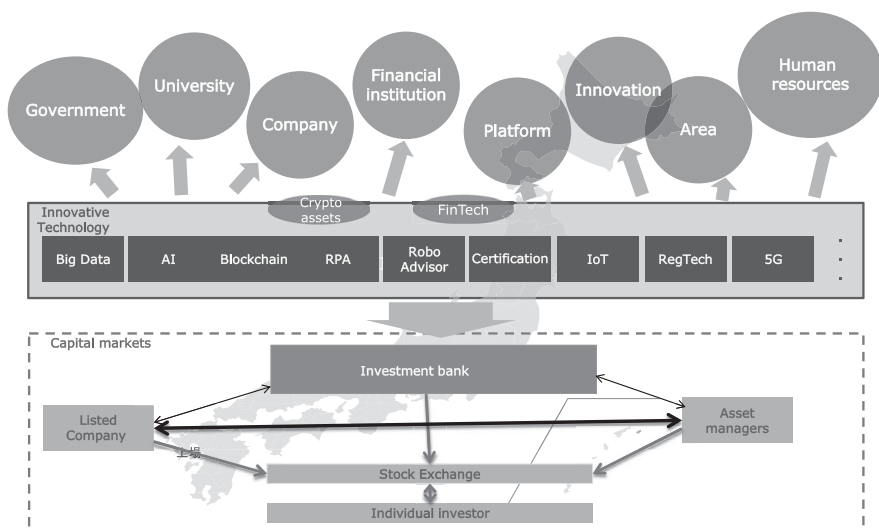 Government
University
Company
Financial
institution
Platform
Innovation
Area
Human
resources
Innovative
Technology
Crypto
assets
FinTech
Big Data
AI
Blockchain
RPA
Robo
Advisor
Certification
IoT
RegTech
5G
Capital markets
Investment bank
Listed
Company
Asset
managers
上場
Stock Exchange
Individual investor